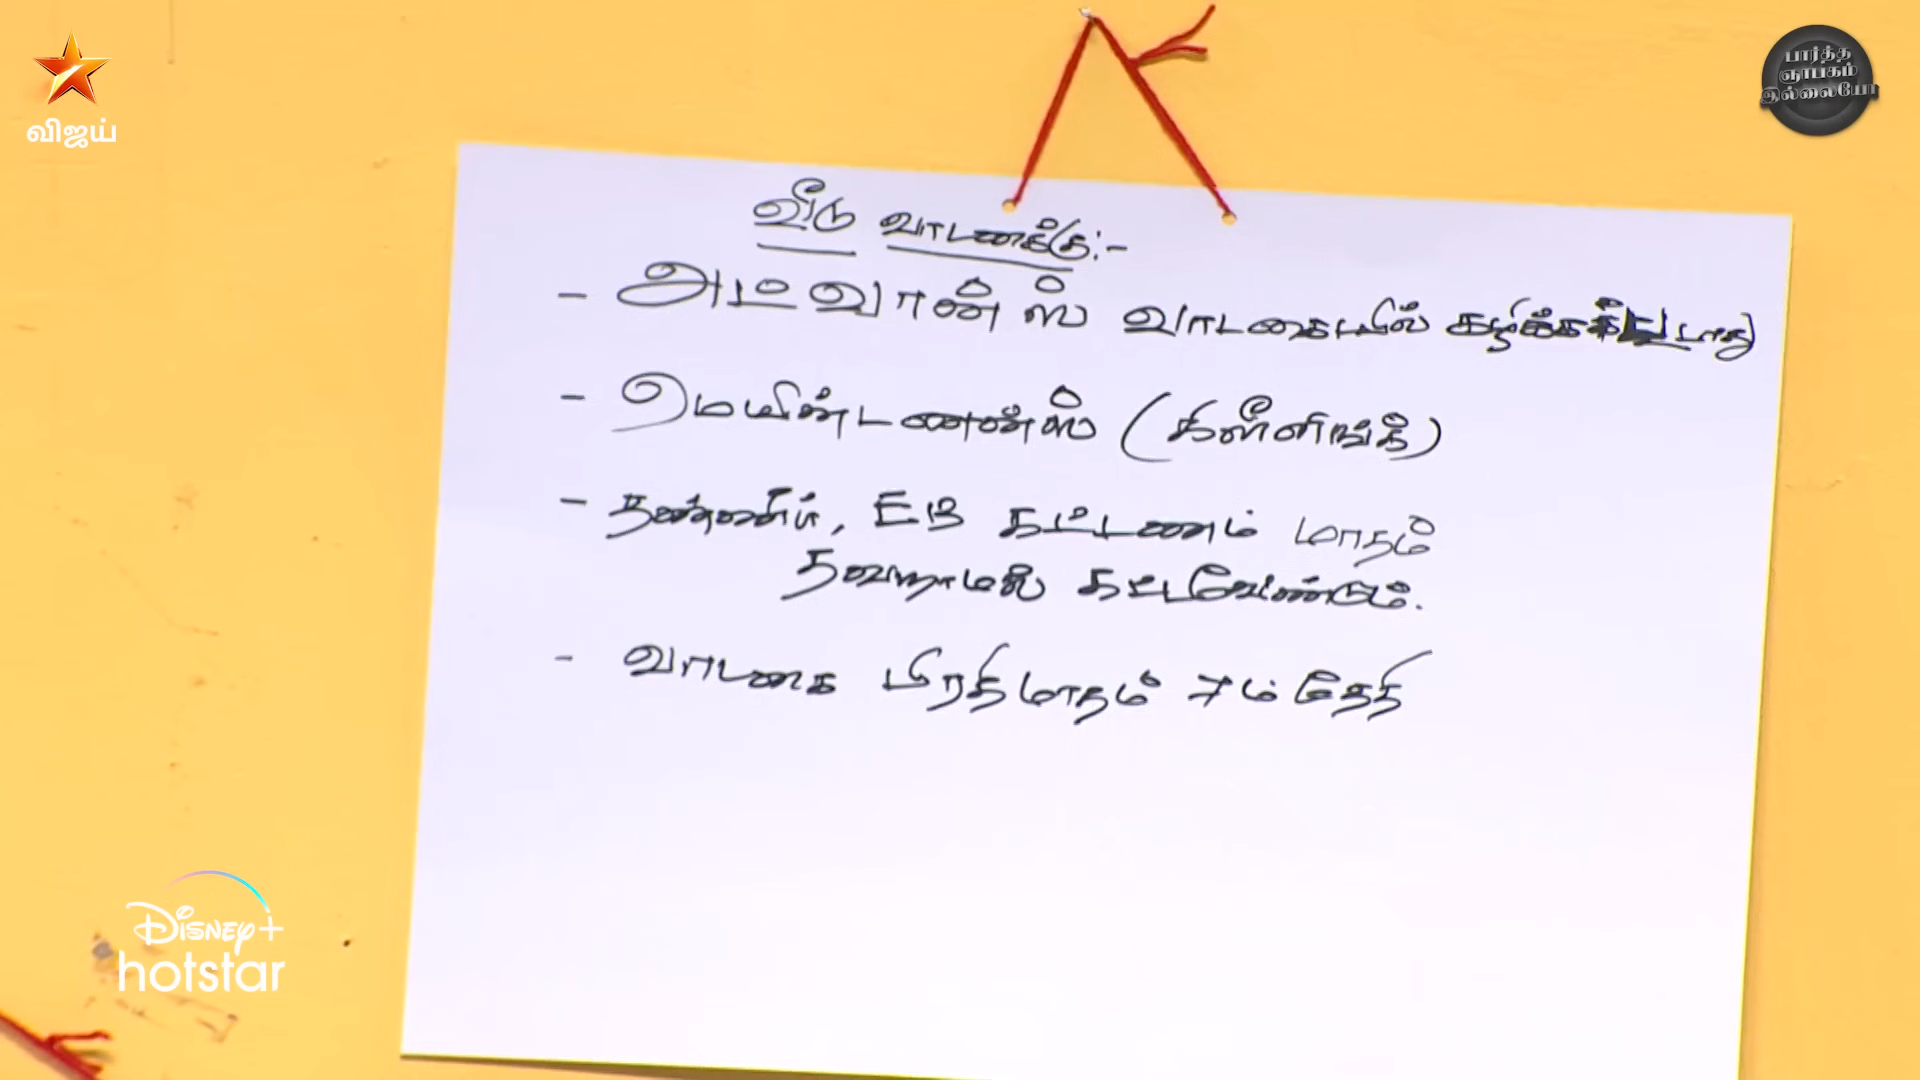 விஜய்
பார்த்த
ஞாபகம்
இல்லையோ
வீடு வாடகைக்கு:-
- அட்வான்ஸ் வாடகையில் கழிக்கப்படாது
- மெயின்டனன்ஸ் (கிளீனிங்)
- தண்ணீர், EB கட்டணம் மாதம்
தவறாமல் கட்டவேண்டும்.
- வாடகை பிரதிமாதம் 7ம் தேதி
Disney+
hotstar